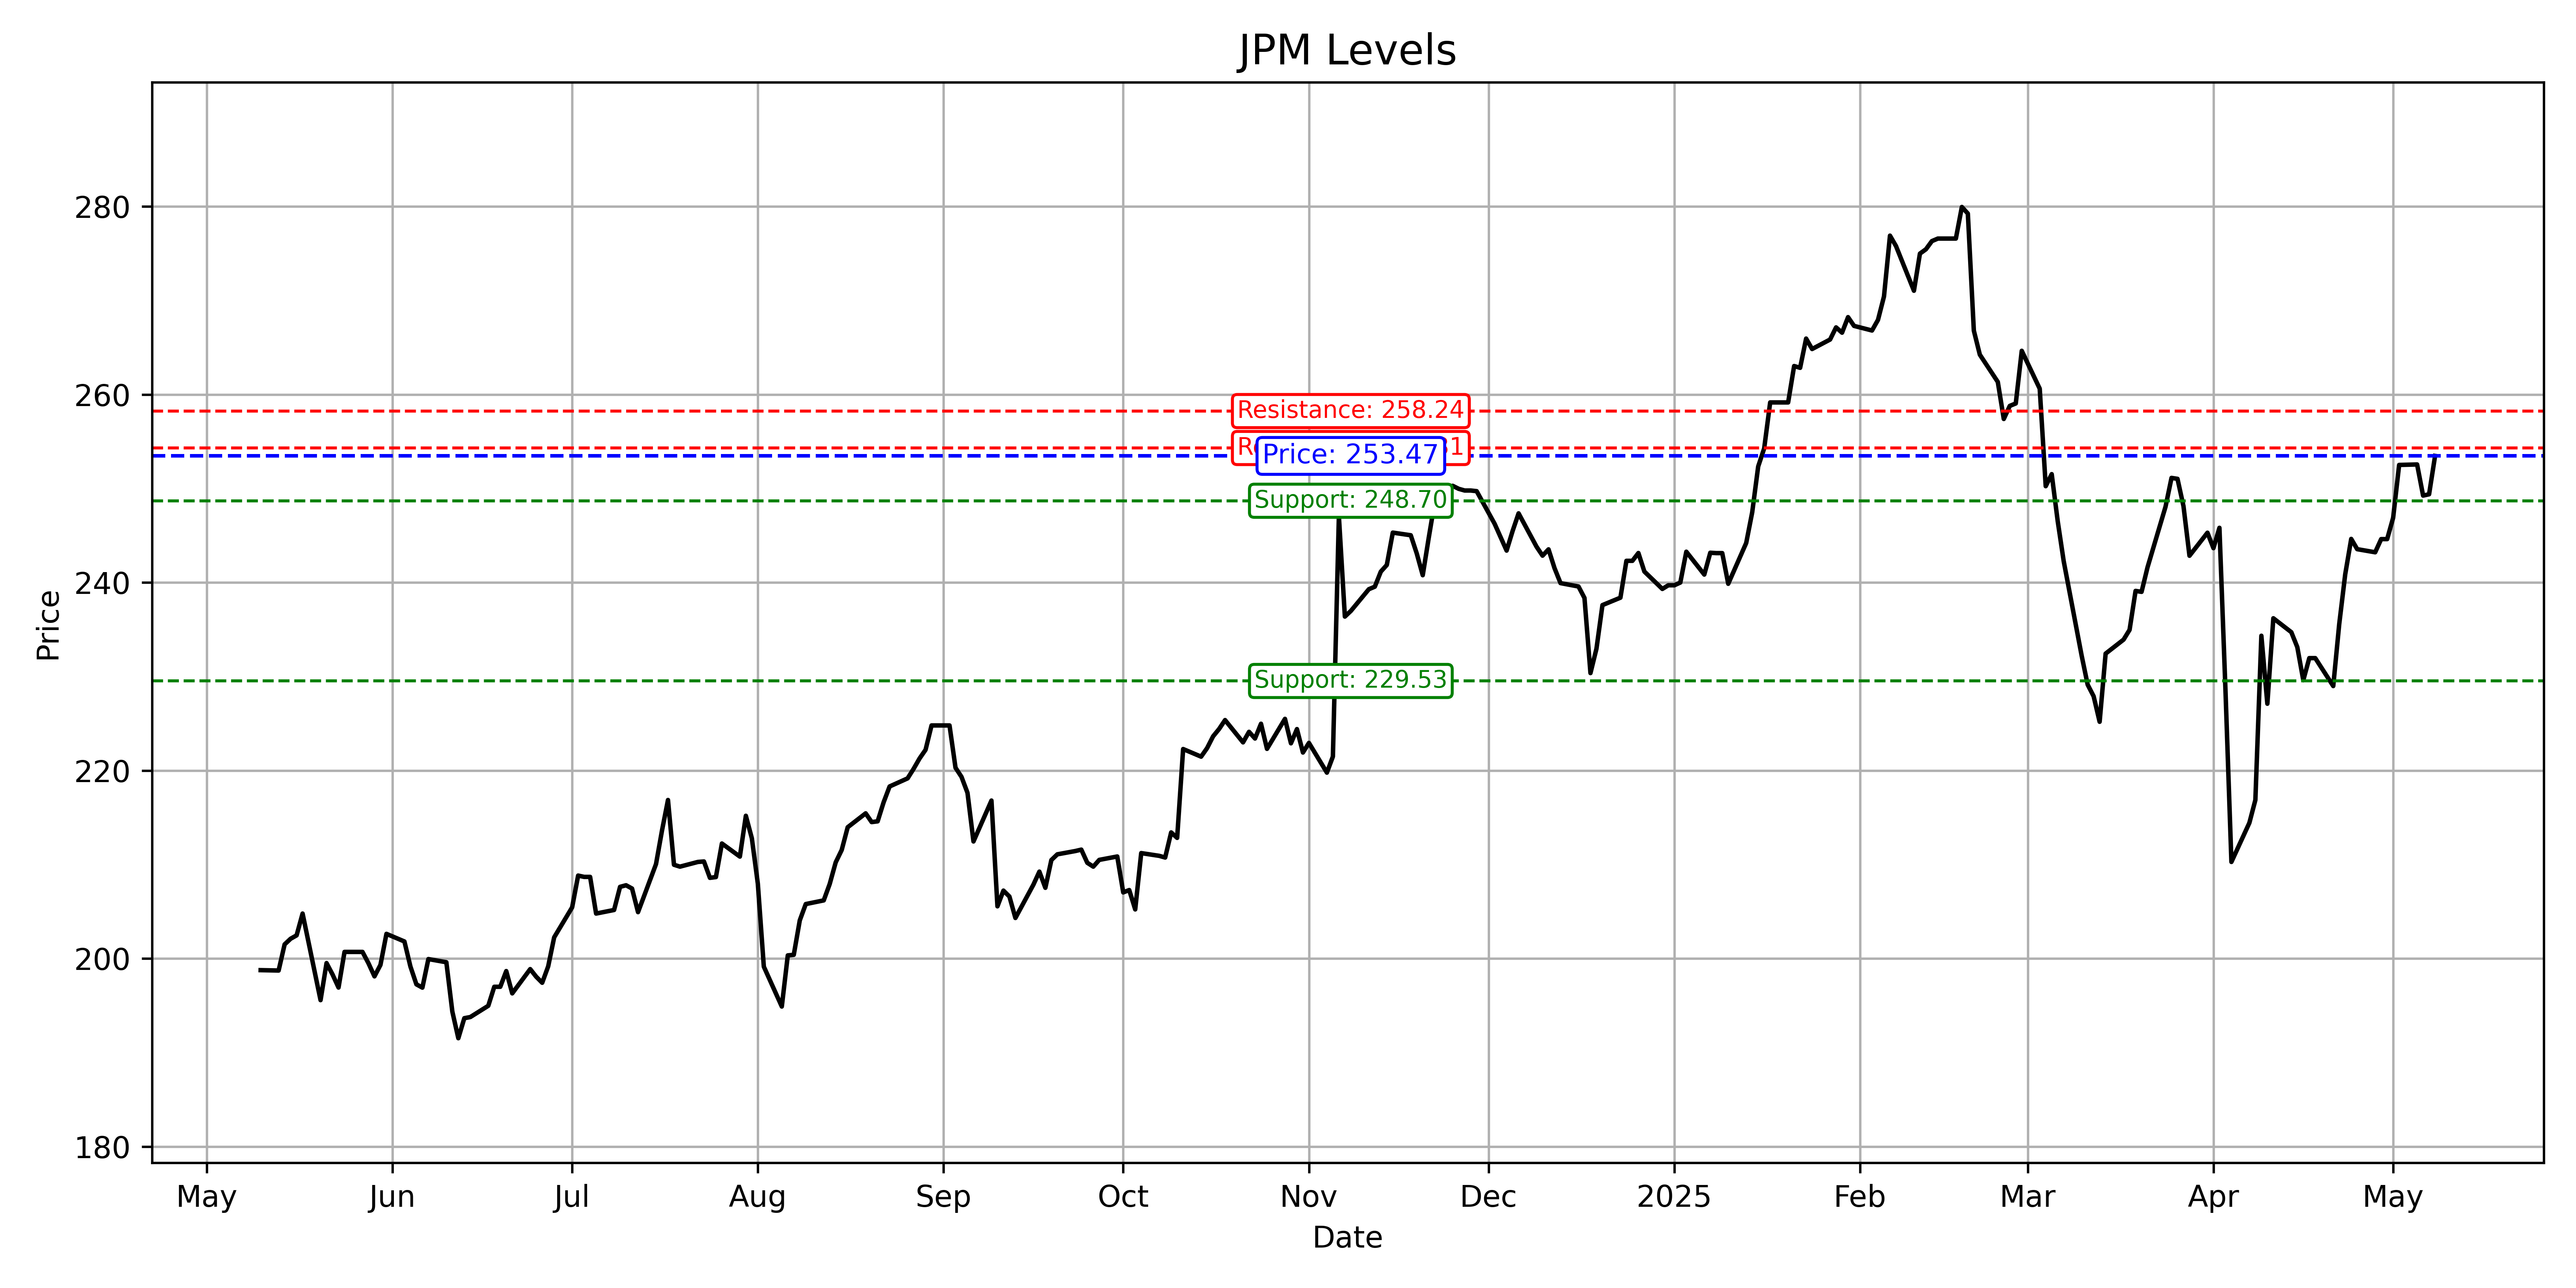 JPM Levels
280
260
240
220
200
180
Price
Resistance: 258.24
Price: 253.47
Support: 248.70
Support: 229.53
May
Jun
Jul
Aug
Sep
Oct
Nov
Dec
2025
Feb
Mar
Apr
May
Date